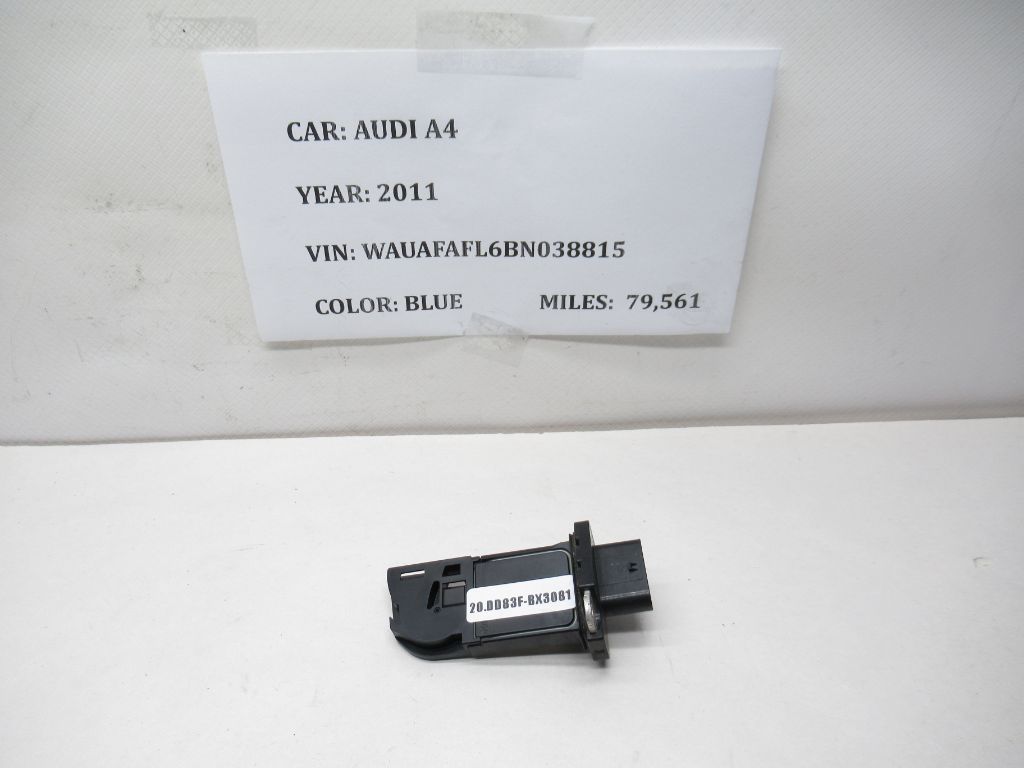 CAR: AUDI A4
YEAR: 2011
VIN: WAUAFAFL6BN038815
COLOR: BLUE MILES: 79,561
20.DD83F-BX3081